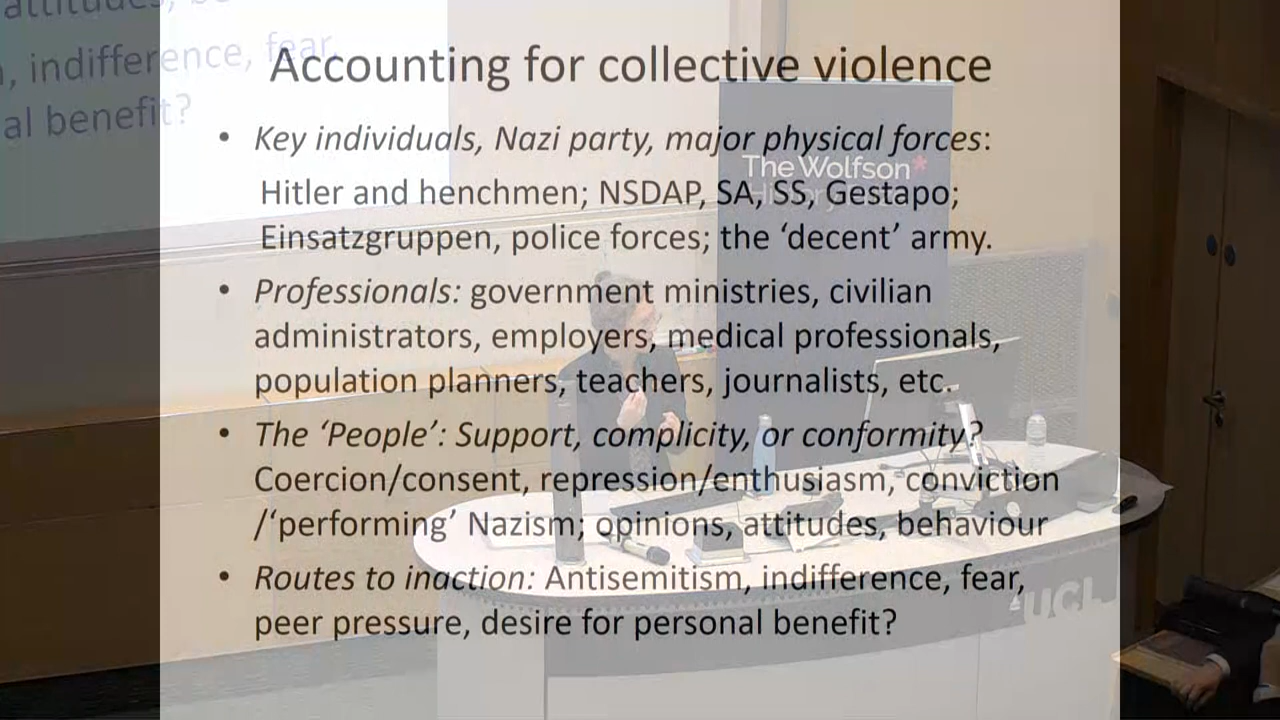 attitudes,
, indifference, fear,
al benefit?
Accounting for collective violence
• Key individuals, Nazi party, major physical forces:
Hitler and henchmen; NSDAP, SA, SS, Gestapo;
Einsatzgruppen, police forces; the ‘decent’ army.
• Professionals: government ministries, civilian
administrators, employers, medical professionals,
population planners, teachers, journalists, etc.
• The ‘People’: Support, complicity, or conformity?
Coercion/consent, repression/enthusiasm, conviction
/‘performing’ Nazism; opinions, attitudes, behaviour
• Routes to inaction: Antisemitism, indifference, fear,
peer pressure, desire for personal benefit?
The Wolfson
History
UCL